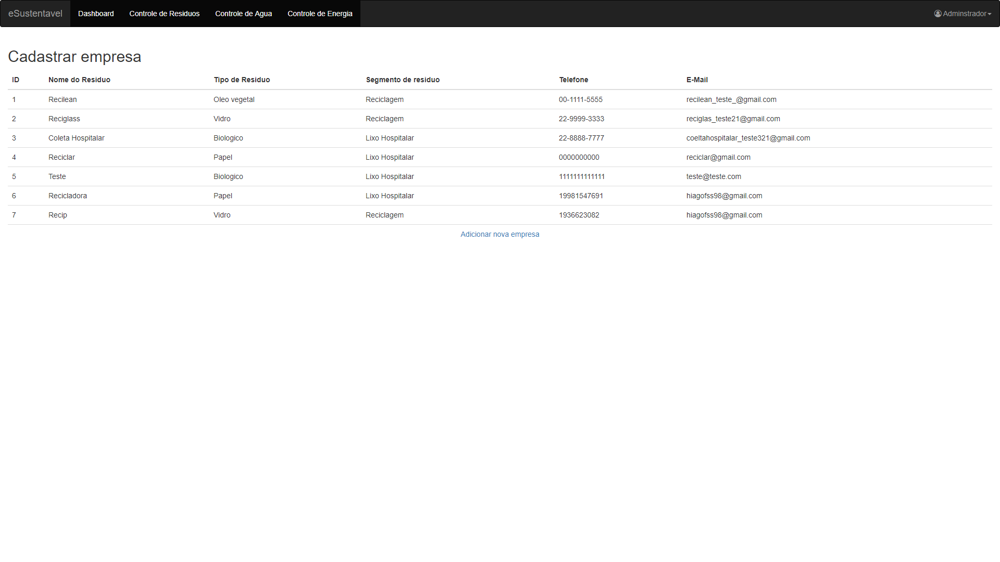 eSustentavel Dashboard Controle de Residuos Controle de Agua Controle de Energia Adminstrador
Cadastrar empresa
ID Nome do Residuo Tipo de Residuo Segmento de residuo Telefone E-Mail
1 Recilean Oleo vegetal Reciclagem 00-1111-5555 recilean_teste_@gmail.com
2 Reciglass Vidro Reciclagem 22-9999-3333 reciglas_teste21@gmail.com
3 Coleta Hospitalar Biologico Lixo Hospitalar 22-8888-7777 coeltahospitalar_teste321@gmail.com
4 Reciclar Papel Lixo Hospitalar 0000000000 reciclar@gmail.com
5 Teste Biologico Lixo Hospitalar 111111111111 teste@teste.com
6 Recicladora Papel Lixo Hospitalar 19981547691 hiagofss98@gmail.com
7 Recip Vidro Reciclagem 1936623082 hiagofss98@gmail.com
Adicionar nova empresa